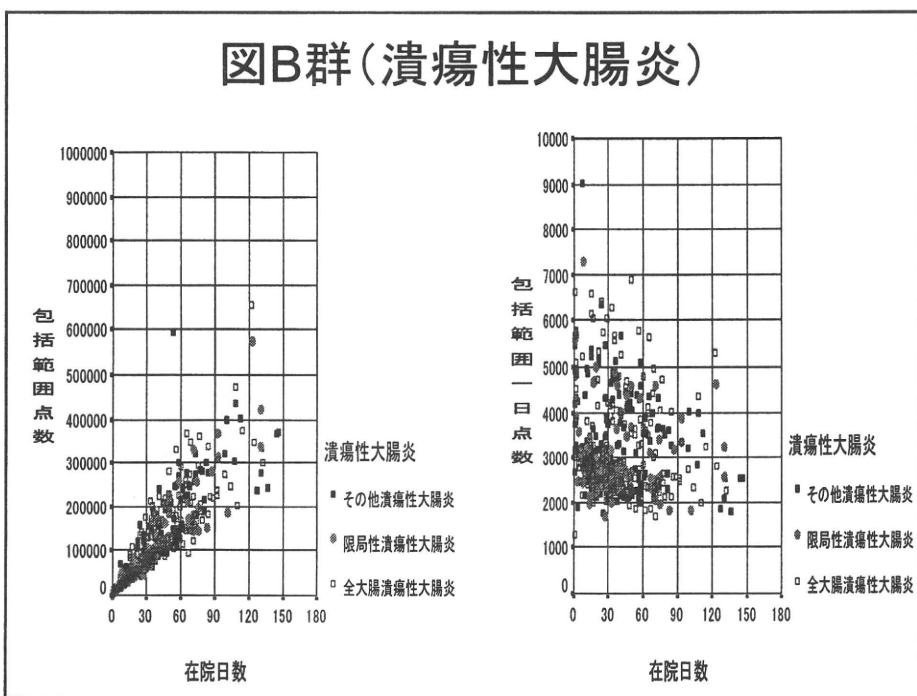 図B群(潰瘍性大腸炎)
1000000
900000
800000
700000
600000
500000
400000
300000
200000
100000
0
包括範囲点数
0 30 60 90 120 150 180
在院日数
潰瘍性大腸炎
その他潰瘍性大腸炎
限局性潰瘍性大腸炎
全大腸潰瘍性大腸炎
10000
9000
8000
7000
6000
5000
4000
3000
2000
1000
0
包括範囲一日点数
0 30 60 90 120 150 180
在院日数
潰瘍性大腸炎
その他潰瘍性大腸炎
限局性潰瘍性大腸炎
全大腸潰瘍性大腸炎